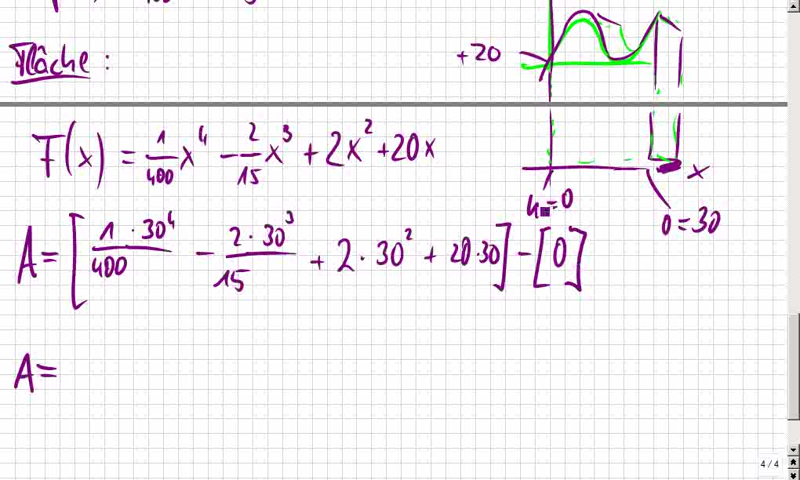 +20
Fläche :
F(x) = 1/400 x⁴ - 2/15 x³ + 2x² + 20x
x
u=0
o=30
A = [ 1·30⁴/400 - 2·30³/15 + 2·30² + 20·30 ] - [0]
A =
4 / 4